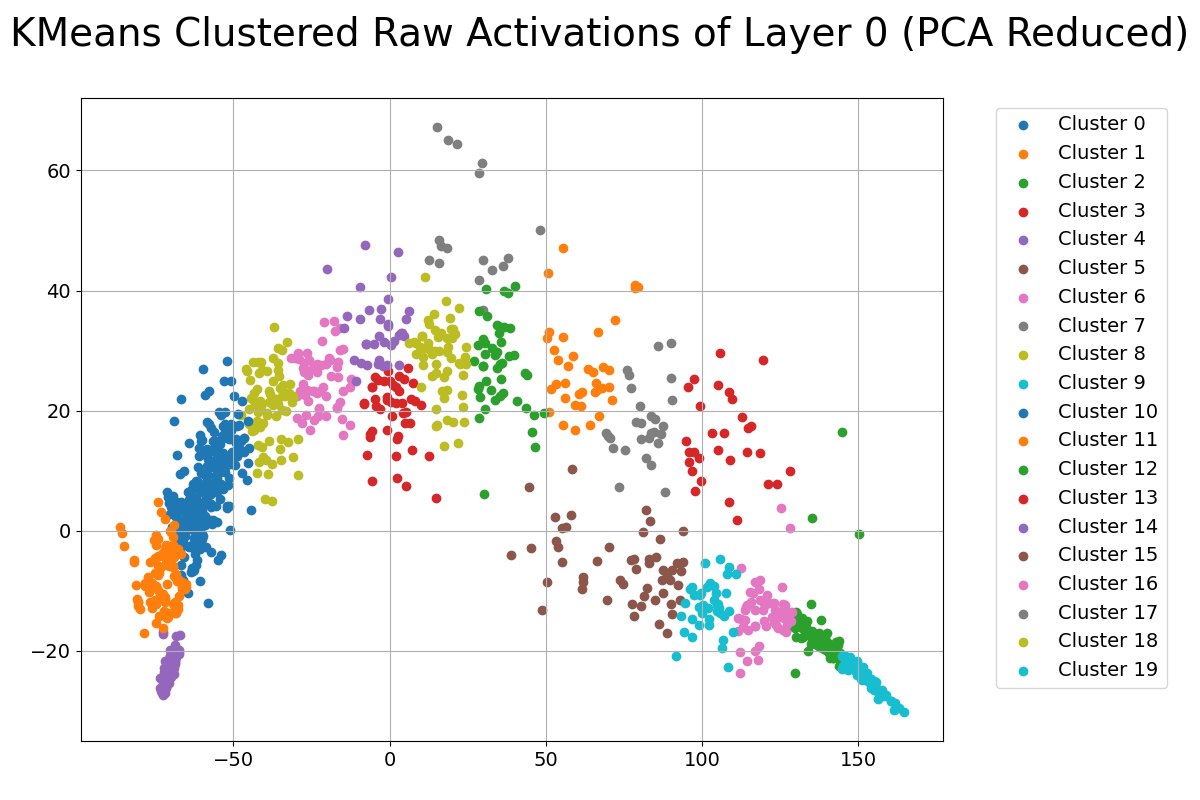 KMeans Clustered Raw Activations of Layer 0 (PCA Reduced)
60
40
20
0
−20
−50
0
50
100
150
Cluster 0
Cluster 1
Cluster 2
Cluster 3
Cluster 4
Cluster 5
Cluster 6
Cluster 7
Cluster 8
Cluster 9
Cluster 10
Cluster 11
Cluster 12
Cluster 13
Cluster 14
Cluster 15
Cluster 16
Cluster 17
Cluster 18
Cluster 19